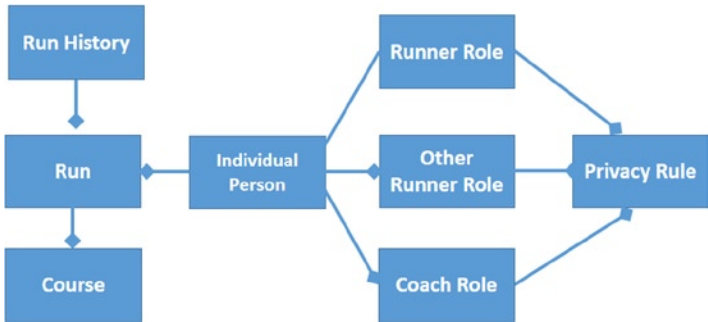 Run History
Runner Role
Run
Individual
Person
Other
Runner Role
Privacy Rule
Course
Coach Role